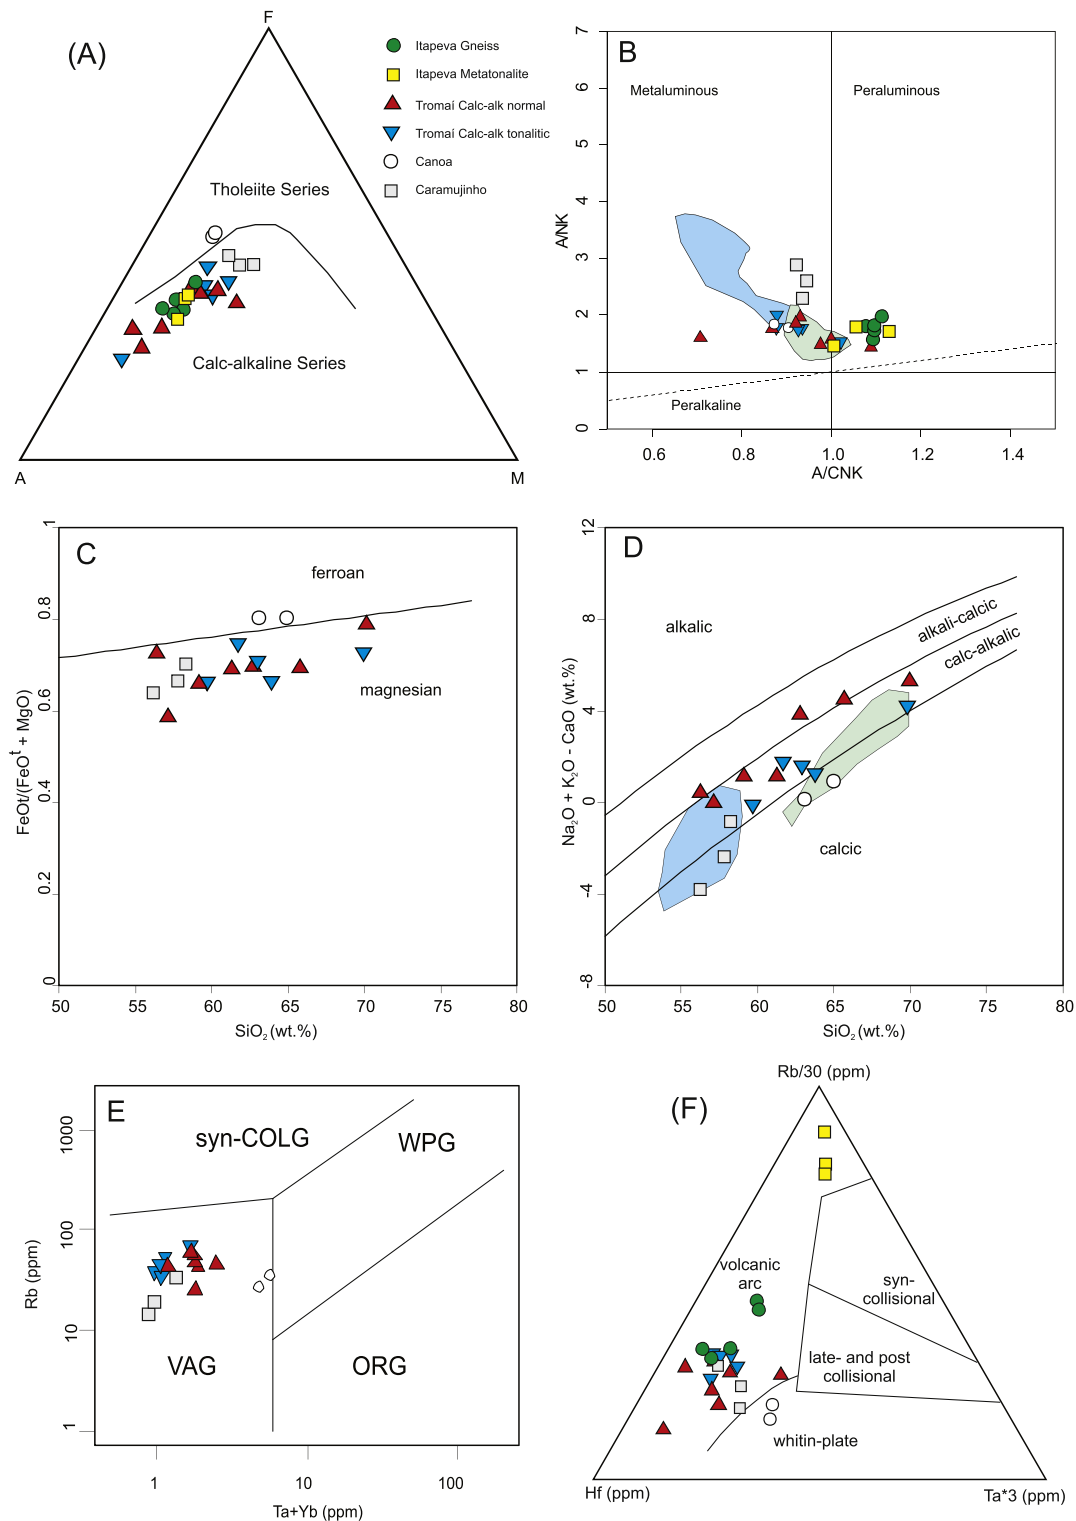 (A)
F
Itapeva Gneiss
Itapeva Metatonalite
Tromaí Calc-alk normal
Tromaí Calc-alk tonalitic
Canoa
Caramujinho
Tholeiite Series
Calc-alkaline Series
A
M
B
Metaluminous
Peraluminous
Peralkaline
A/NK
7
6
5
4
3
2
1
0
0.6
0.8
1.0
1.2
1.4
A/CNK
C
ferroan
magnesian
FeOt/(FeOᵗ + MgO)
1
0.8
0.6
0.4
0.2
0
50
55
60
65
70
75
80
SiO₂ (wt.%)
D
alkalic
alkali-calcic
calc-alkalic
calcic
Na₂O + K₂O - CaO (wt.%)
12
8
4
0
-4
-8
50
55
60
65
70
75
80
SiO₂ (wt.%)
E
syn-COLG
WPG
VAG
ORG
Rb (ppm)
1000
100
10
1
1
10
100
Ta+Yb (ppm)
Rb/30 (ppm)
(F)
volcanic
arc
syn-
collisional
late- and post
collisional
whitin-plate
Hf (ppm)
Ta*3 (ppm)